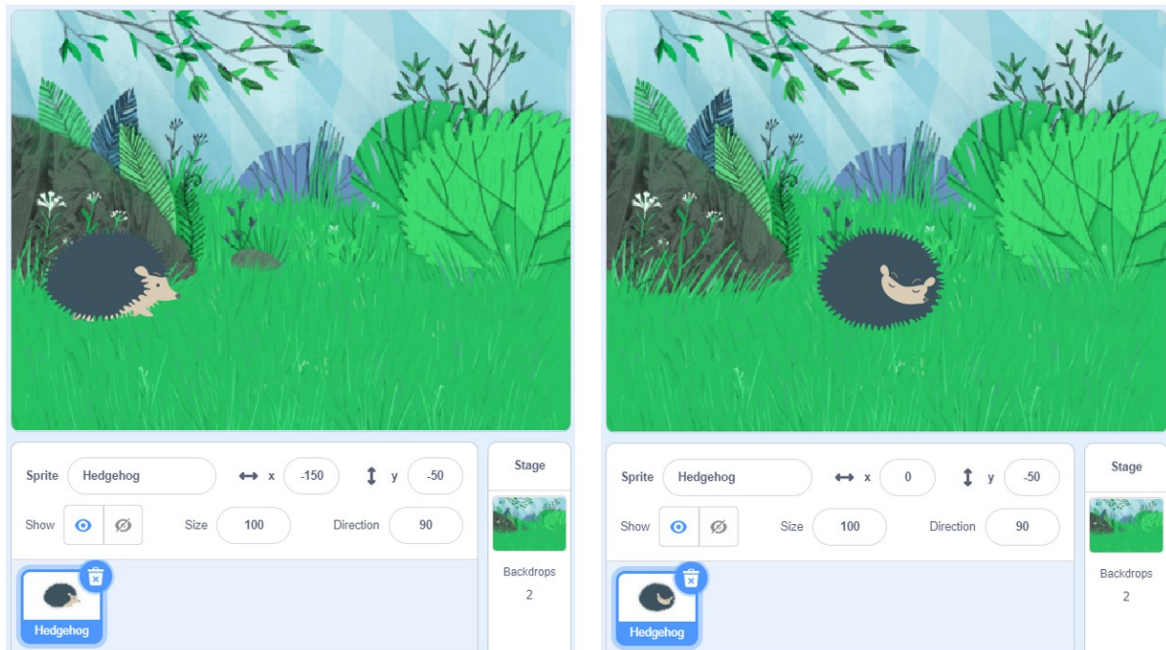 Sprite Hedgehog x -150 y -50
Show Size 100 Direction 90
Hedgehog
Stage
Backdrops
2
Sprite Hedgehog x 0 y -50
Show Size 100 Direction 90
Hedgehog
Stage
Backdrops
2